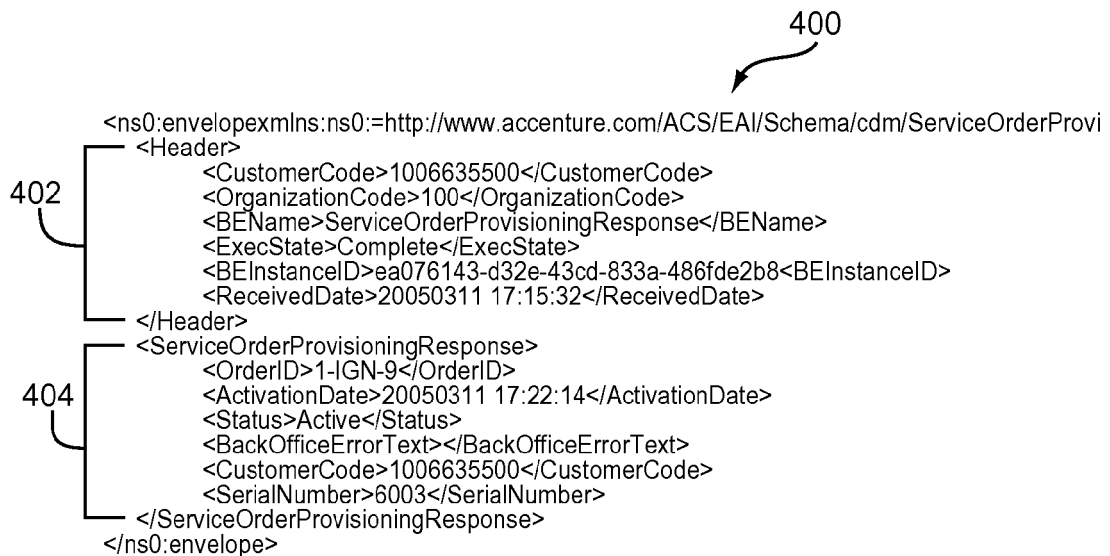 400
<ns0:envelopexmlns:ns0:=http://www.accenture.com/ACS/EAI/Schema/cdm/ServiceOrderProvi
<Header>
402
<CustomerCode>1006635500</CustomerCode>
<OrganizationCode>100</OrganizationCode>
<BEName>ServiceOrderProvisioningResponse</BEName>
<ExecState>Complete</ExecState>
<BEInstanceID>ea076143-d32e-43cd-833a-486fde2b8<BEInstanceID>
<ReceivedDate>20050311 17:15:32</ReceivedDate>
</Header>
<ServiceOrderProvisioningResponse>
404
<OrderID>1-IGN-9</OrderID>
<ActivationDate>20050311 17:22:14</ActivationDate>
<Status>Active</Status>
<BackOfficeErrorText></BackOfficeErrorText>
<CustomerCode>1006635500</CustomerCode>
<SerialNumber>6003</SerialNumber>
</ServiceOrderProvisioningResponse>
</ns0:envelope>